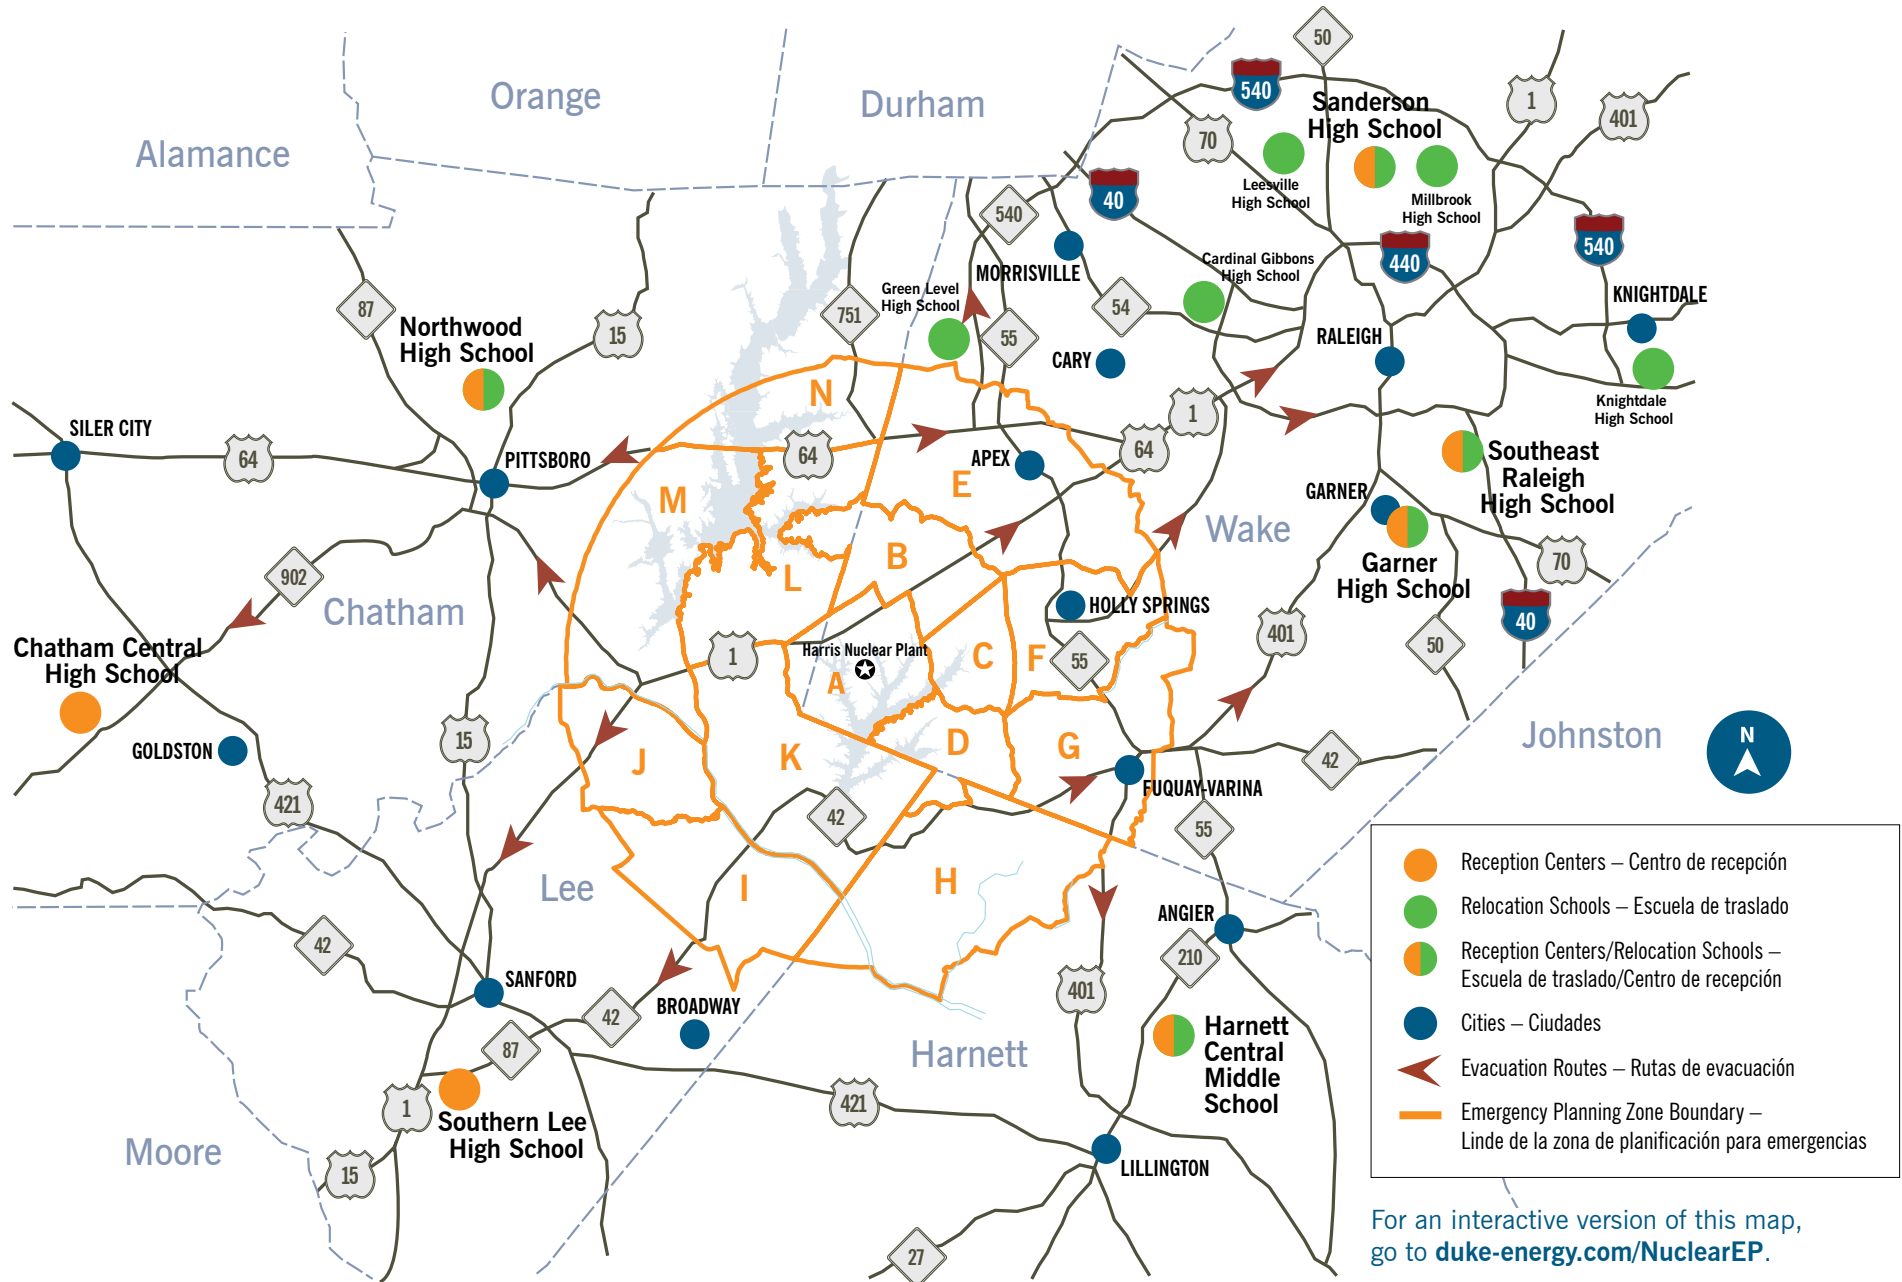 50
Orange
Durham
Alamance
540
Sanderson
High School
1
401
70
Leesville
High School
Millbrook
High School
40
540
MORRISVILLE
Cardinal Gibbons
High School
440
540
KNIGHTDALE
87
Northwood
High School
15
751
Green Level
High School
55
54
CARY
RALEIGH
Knightdale
High School
SILER CITY
64
PITTSBORO
N
64
1
64
APEX
E
M
Southeast
Raleigh
High School
GARNER
Wake
B
L
902
Chatham
HOLLY SPRINGS
Garner
High School
70
40
Chatham Central
High School
1
Harris Nuclear Plant
A
C
F
55
401
50
GOLDSTON
15
J
K
D
G
42
Johnston
N
421
42
FUQUAY-VARINA
55
Lee
I
H
42
ANGIER
210
SANFORD
BROADWAY
42
401
87
Harnett
Harnett
Central
Middle
School
1
Southern Lee
High School
421
Moore
15
LILLINGTON
27
Reception Centers – Centro de recepción
Relocation Schools – Escuela de traslado
Reception Centers/Relocation Schools –
Escuela de traslado/Centro de recepción
Cities – Ciudades
Evacuation Routes – Rutas de evacuación
Emergency Planning Zone Boundary –
Linde de la zona de planificación para emergencias
For an interactive version of this map,
go to duke-energy.com/NuclearEP.